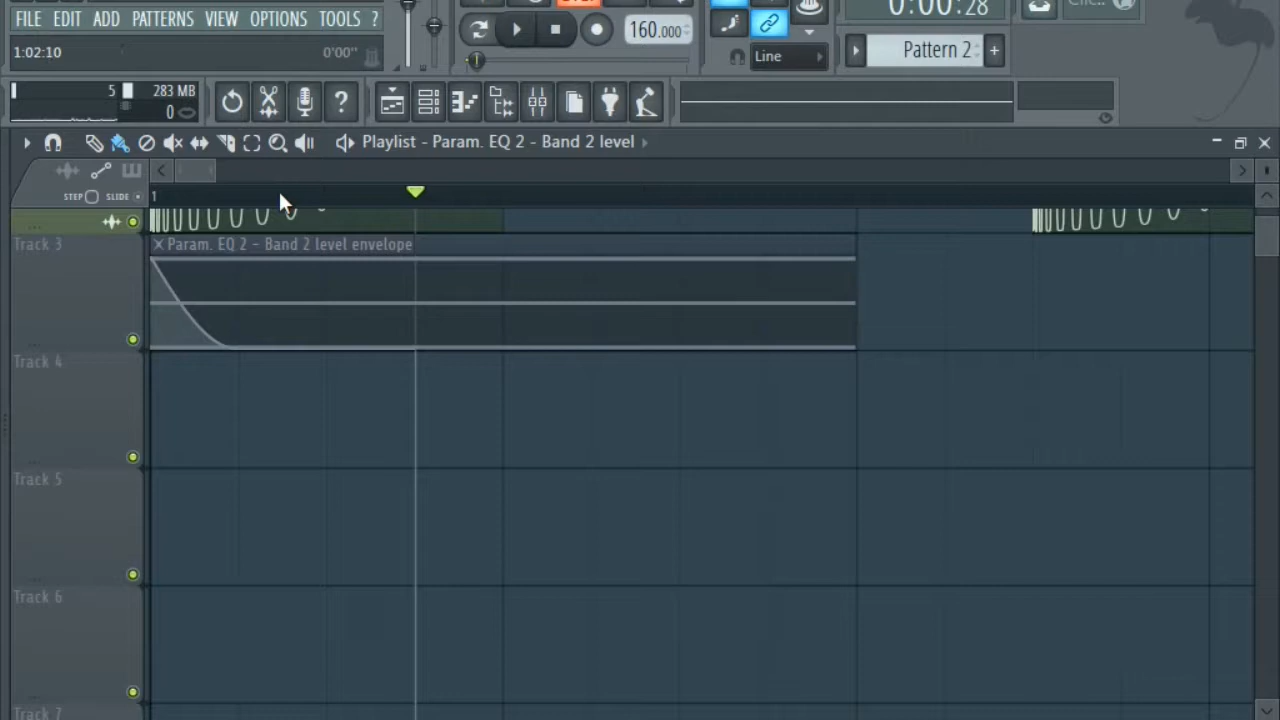 0:00:28
FILE EDIT ADD PATTERNS VIEW OPTIONS TOOLS ?
160.000
1:02:10 0'00"
Line
Pattern 2 +
5 283 MB
0
?
Playlist - Param. EQ 2 - Band 2 level
STEP SLIDE 1
Track 3
Param. EQ 2 - Band 2 level envelope
Track 4
Track 5
Track 6
Track 7